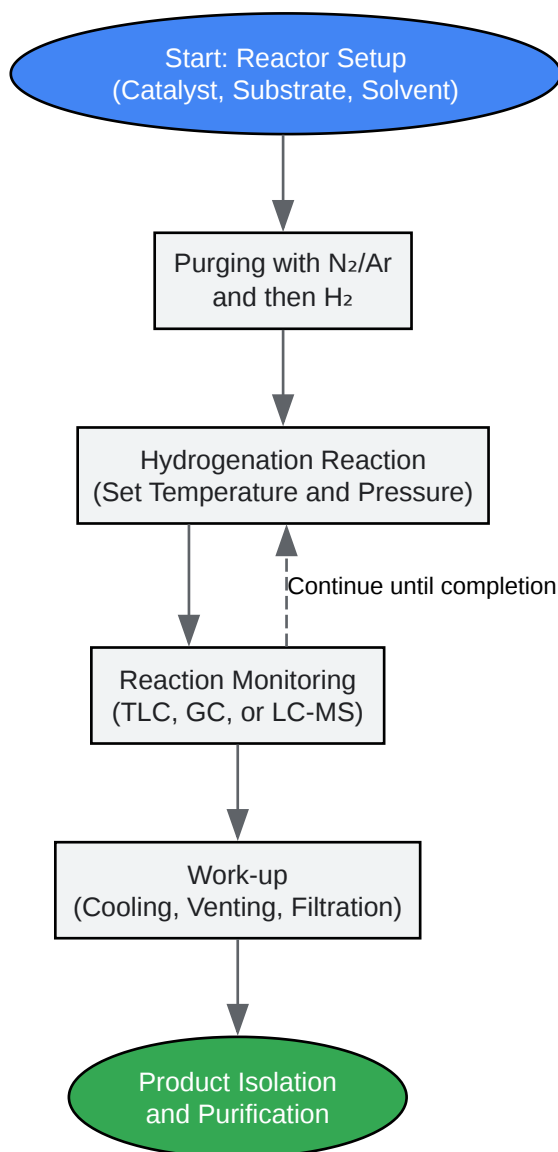 Start: Reactor Setup
(Catalyst, Substrate, Solvent)
Purging with N₂/Ar
and then H₂
Hydrogenation Reaction
(Set Temperature and Pressure)
Continue until completion
Reaction Monitoring
(TLC, GC, or LC-MS)
Work-up
(Cooling, Venting, Filtration)
Product Isolation
and Purification